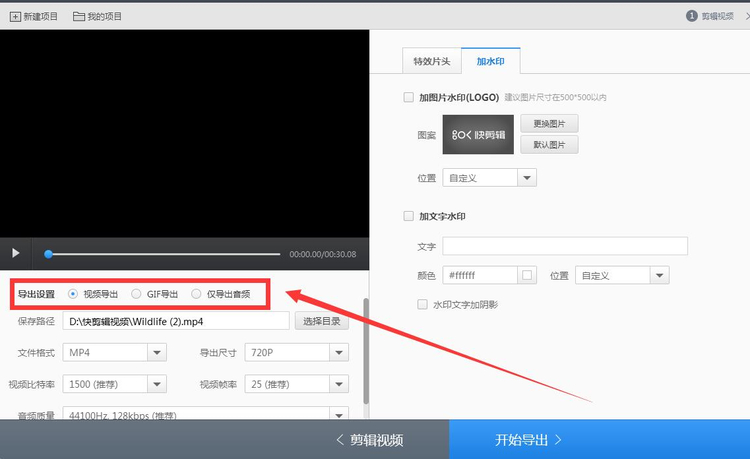 新建项目 我的项目 1 剪辑视频
特效片头 加水印
加图片水印(LOGO) 建议图片尺寸在500*500以内
图案 快剪辑 更换图片
默认图片
位置 自定义
加文字水印
文字
颜色 #ffffff 位置 自定义
水印文字加阴影
00:00.00/00:30.08
导出设置 视频导出 GIF导出 仅导出音频
保存路径 D:\快剪辑视频\Wildlife (2).mp4 选择目录
文件格式 MP4 导出尺寸 720P
视频比特率 1500 (推荐) 视频帧率 25 (推荐)
音频质量 44100Hz, 128kbps (推荐)
剪辑视频 开始导出